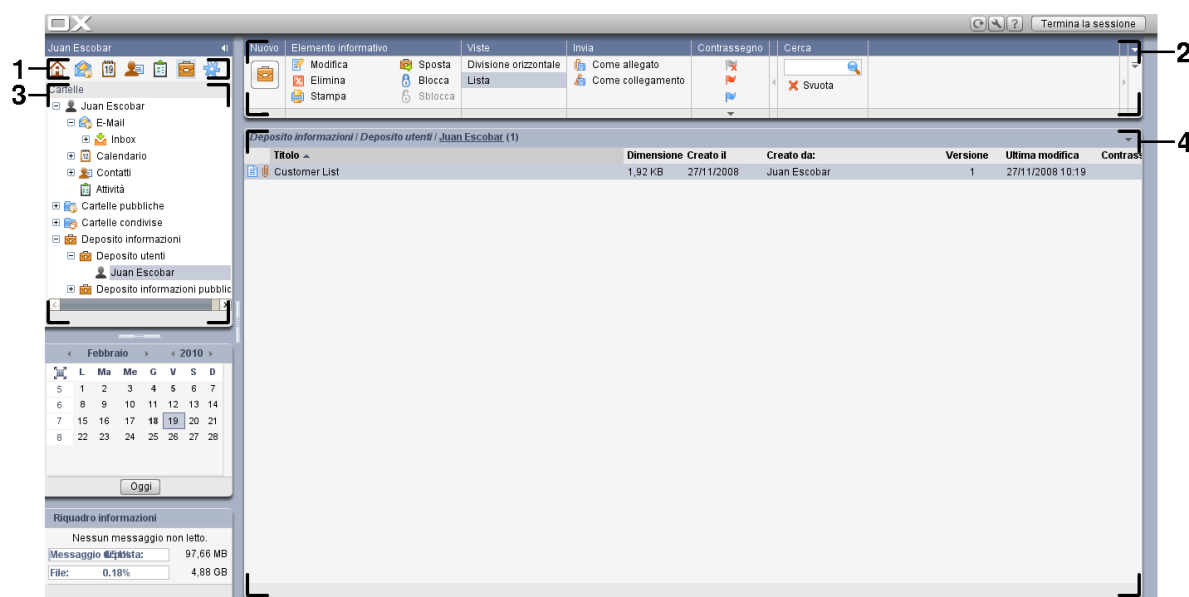 OX
Termina la sessione
Juan Escobar
1
3
Cartelle
Juan Escobar
E-Mail
Inbox
Calendario
Contatti
Attività
Cartelle pubbliche
Cartelle condivise
Deposito informazioni
Deposito utenti
Juan Escobar
Deposito informazioni pubblic
Nuovo Elemento informativo Viste Invia Contrassegno Cerca
2
Modifica Sposta Divisione orizzontale Come allegato
Elimina Blocca Lista Come collegamento
Svuota
Stampa Sblocca
Deposito informazioni / Deposito utenti / Juan Escobar (1)
4
Titolo Dimensione Creato il Creato da: Versione Ultima modifica Contrass
Customer List 1,92 KB 27/11/2008 Juan Escobar 1 27/11/2008 10:19
Febbraio 2010
L Ma Me G V S D
5 1 2 3 4 5 6 7
6 8 9 10 11 12 13 14
7 15 16 17 18 19 20 21
8 22 23 24 25 26 27 28
Oggi
Riquadro informazioni
Nessun messaggio non letto.
Messaggio di posta: 97,66 MB
File: 0.18% 4,88 GB